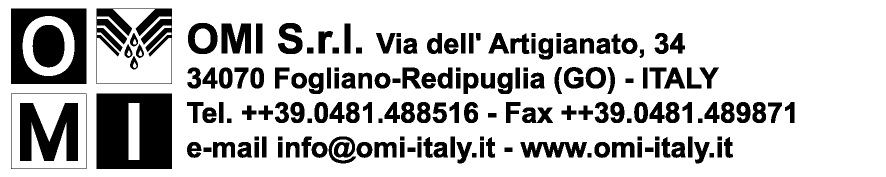 OMI
OMI S.r.l. Via dell' Artigianato, 34
34070 Fogliano-Redipuglia (GO) - ITALY
Tel. ++39.0481.488516 - Fax ++39.0481.489871
e-mail info@omi-italy.it - www.omi-italy.it